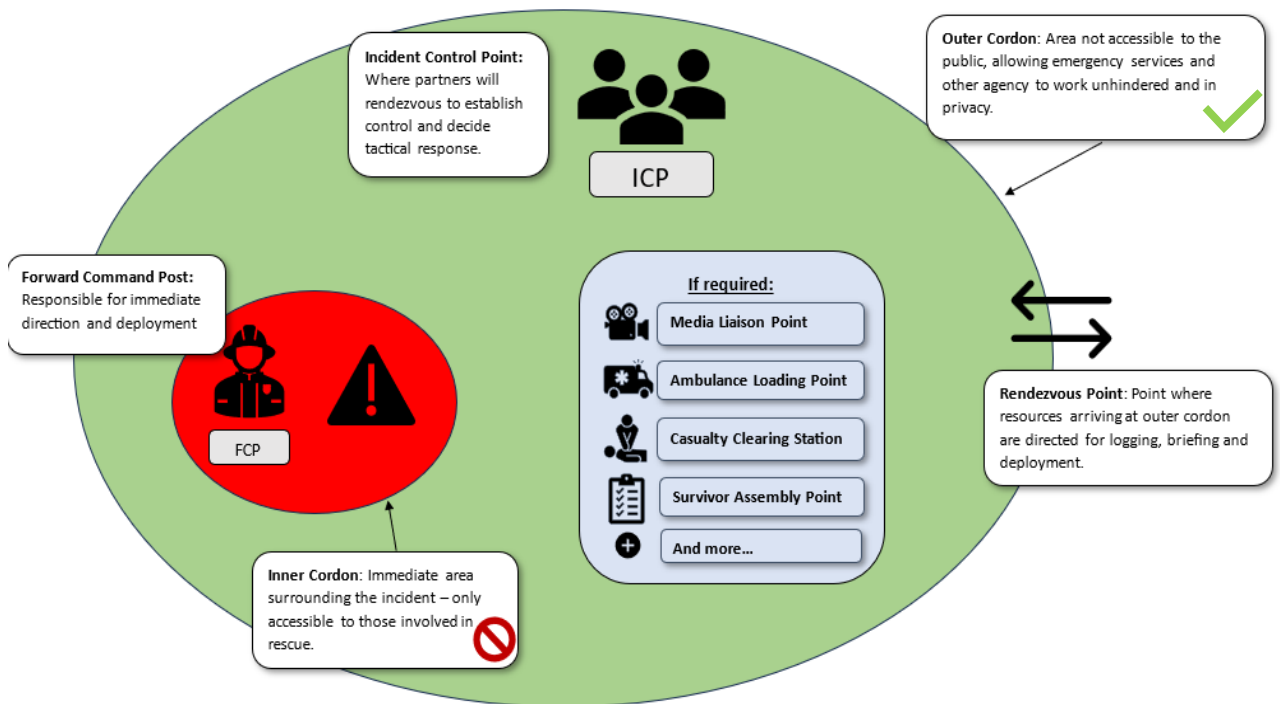 Incident Control Point:
Where partners will
rendezvous to establish
control and decide
tactical response.
ICP
Outer Cordon: Area not accessible to the
public, allowing emergency services and
other agency to work unhindered and in
privacy.
Forward Command Post:
Responsible for immediate
direction and deployment
FCP
If required:
Media Liaison Point
Ambulance Loading Point
Casualty Clearing Station
Survivor Assembly Point
And more...
Rendezvous Point: Point where
resources arriving at outer cordon
are directed for logging, briefing and
deployment.
Inner Cordon: Immediate area
surrounding the incident – only
accessible to those involved in
rescue.